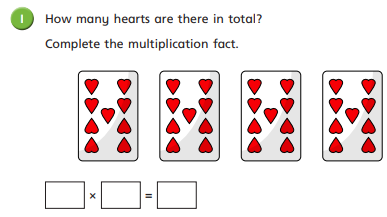 1 How many hearts are there in total?
Complete the multiplication fact.
× =